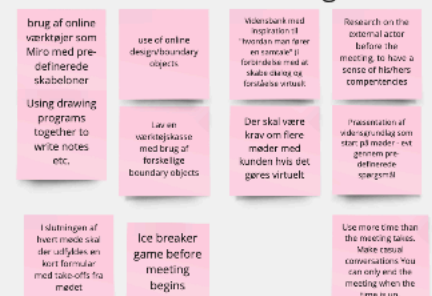 brug af online
værktøjer som
Miro med pre-
definerede
skabeloner
use of online
design/boundary
objects
Vidensbank med
inspiration til
"hvordan man fører
en samtale" (i
forbindelse med at
skabe dialog og
forståelse virtuelt
Research on the
external actor
before the
meeting, to have a
sense of his/hers
compentencies
Using drawing
programs
together to
write notes
etc.
Lav en
værktøjskasse
med brug af
forskellige
boundary objects
Der skal være
krav om flere
møder med
kunden hvis det
gøres virtuelt
Præsentation af
vidensgrundlag som
start på møder - evt
gennem pre-
definerede
spørgsmål
I slutningen af
hvert møde skal
der udfyldes en
kort formular
med take-offs fra
mødet
Ice breaker
game before
meeting
begins
Use more time than
the meeting takes.
Make casual
conversations You
can only end the
meeting when the
time is up